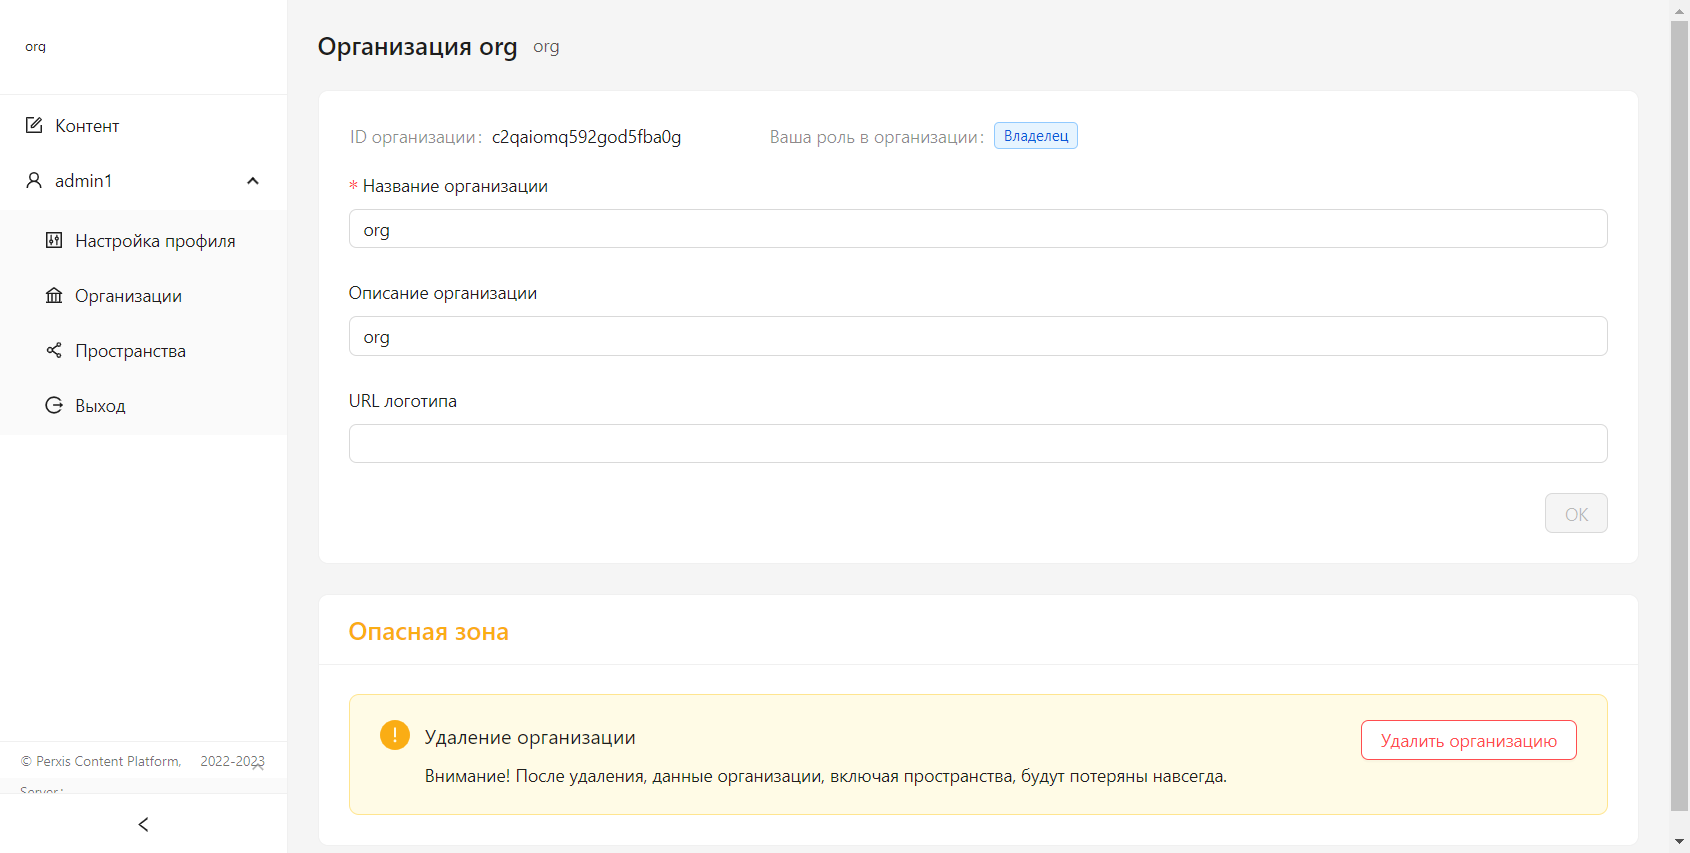 org
Контент
admin1
Настройка профиля
Организации
Пространства
Выход
© Perxis Content Platform, 2022-2023
Server:
Организация org org
ID организации: c2qaiomq592god5fba0g Ваша роль в организации: Владелец
* Название организации
org
Описание организации
org
URL логотипа
OK
Опасная зона
Удаление организации
Удалить организацию
Внимание! После удаления, данные организации, включая пространства, будут потеряны навсегда.